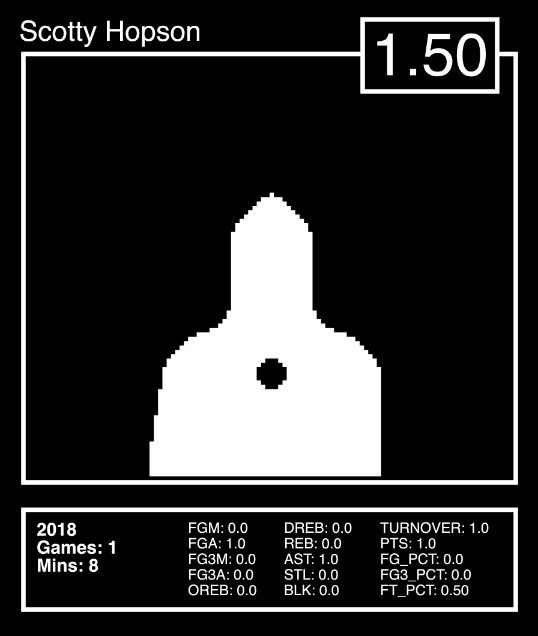 Scotty Hopson
1.50
2018
Games: 1
Mins: 8
FGM: 0.0
FGA: 1.0
FG3M: 0.0
FG3A: 0.0
OREB: 0.0
DREB: 0.0
REB: 0.0
AST: 1.0
STL: 0.0
BLK: 0.0
TURNOVER: 1.0
PTS: 1.0
FG_PCT: 0.0
FG3_PCT: 0.0
FT_PCT: 0.50